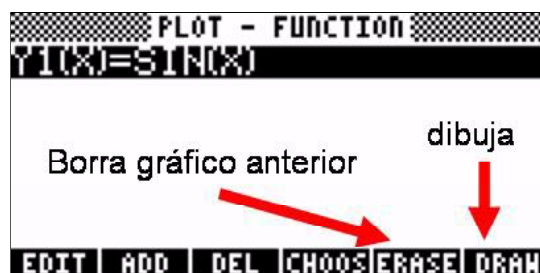 PLOT - FUNCTION
Y1(X)=SIN(X)
dibuja
Borra gráfico anterior
EDIT ADD DEL CHOOS ERASE DRAW